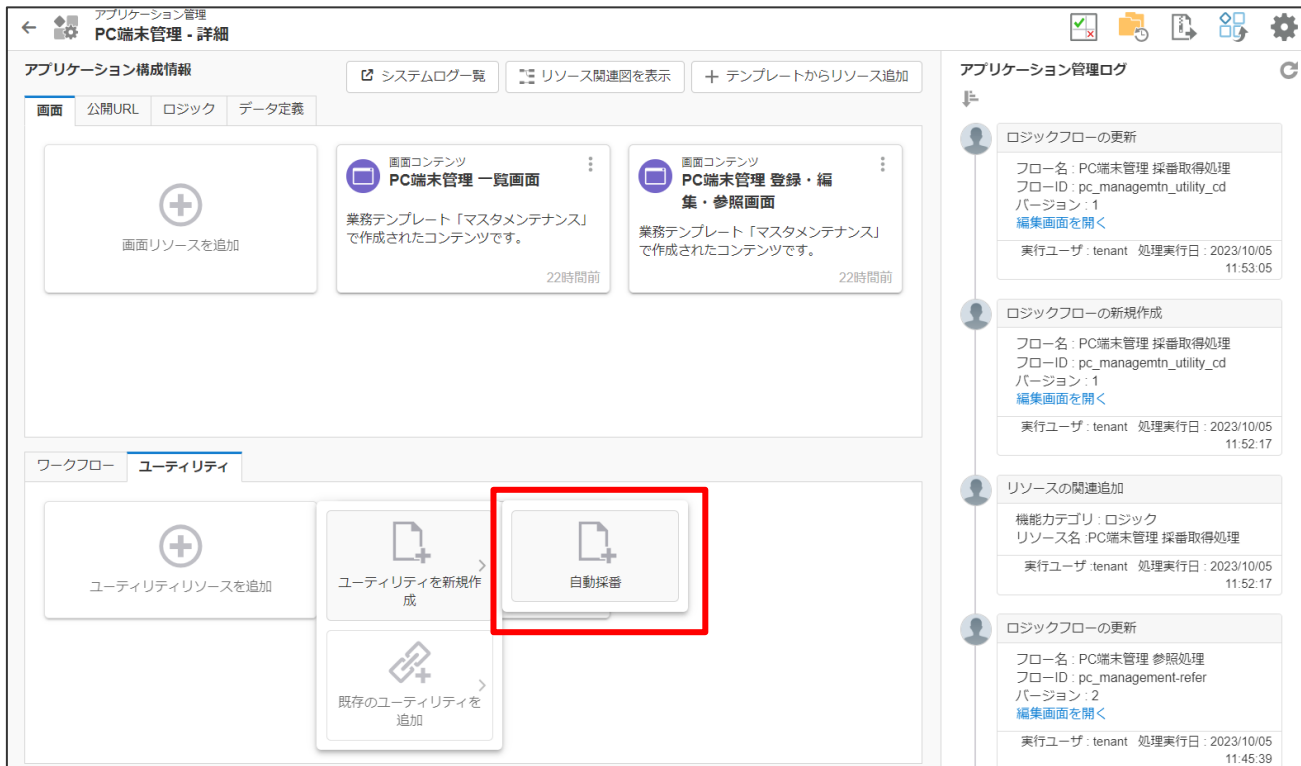 アプリケーション管理
PC端末管理 - 詳細
アプリケーション構成情報
システムログ一覧
リソース関連図を表示
テンプレートからリソース追加
画面
公開URL
ロジック
データ定義
画面リソースを追加
画面コンテンツ
PC端末管理 一覧画面
業務テンプレート「マスタメンテナンス」
で作成されたコンテンツです。
22時間前
画面コンテンツ
PC端末管理 登録・編
集・参照画面
業務テンプレート「マスタメンテナンス」
で作成されたコンテンツです。
22時間前
ワークフロー
ユーティリティ
ユーティリティリソースを追加
ユーティリティを新規作
成
既存のユーティリティを
追加
自動採番
アプリケーション管理ログ
ロジックフローの更新
フロー名 : PC端末管理 採番取得処理
フローID : pc_managemtn_utility_cd
バージョン : 1
編集画面を開く
実行ユーザ : tenant 処理実行日 : 2023/10/05
11:53:05
ロジックフローの新規作成
フロー名 : PC端末管理 採番取得処理
フローID : pc_managemtn_utility_cd
バージョン : 1
編集画面を開く
実行ユーザ : tenant 処理実行日 : 2023/10/05
11:52:17
リソースの関連追加
機能カテゴリ : ロジック
リソース名 :PC端末管理 採番取得処理
実行ユーザ :tenant 処理実行日 : 2023/10/05
11:52:17
ロジックフローの更新
フロー名 : PC端末管理 参照処理
フローID : pc_management-refer
バージョン : 2
編集画面を開く
実行ユーザ : tenant 処理実行日 : 2023/10/05
11:45:39